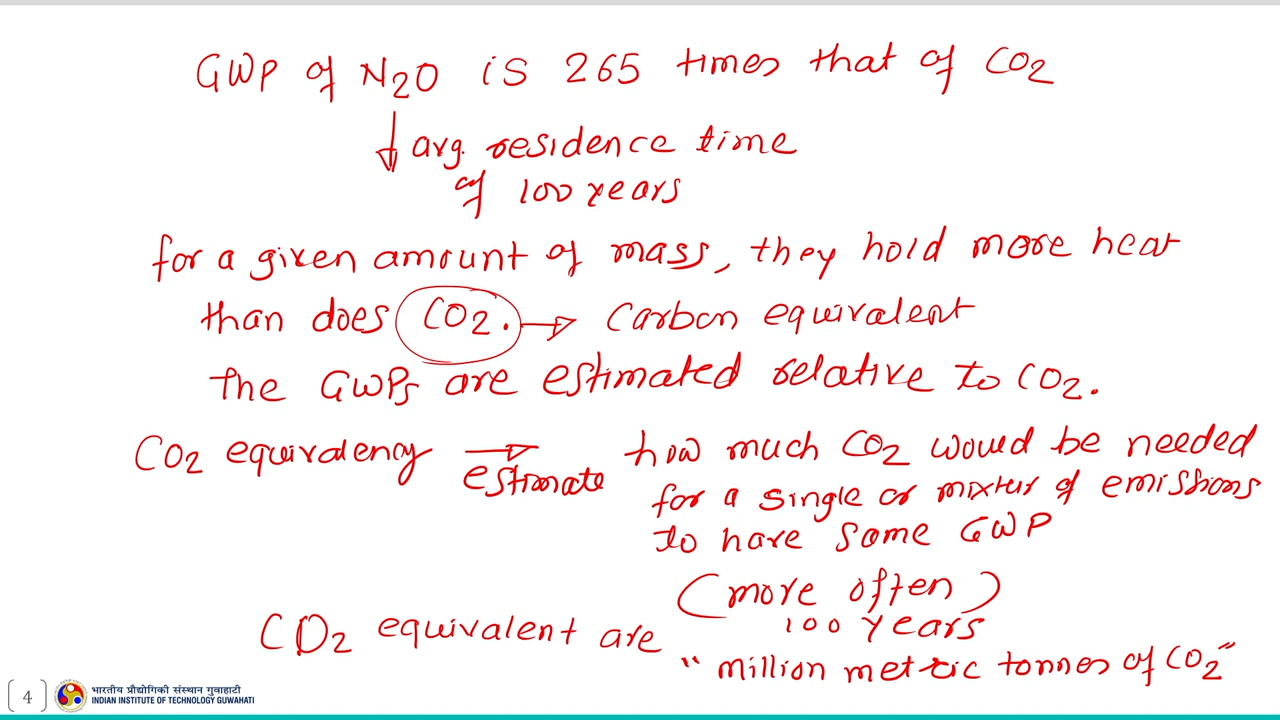 GWP of N2O is 265 times that of CO2
avg. residence time
of 100 years
for a given amount of mass, they hold more heat
than does CO2. → Carbon equivalent
The GWPs are estimated relative to CO2.
CO2 equivalency → estimate how much CO2 would be needed
for a single or mixtur of emissions
to have same GWP
(more often)
100 years
CO2 equivalent are
"million metric tonnes of CO2"
4
भारतीय प्रौद्योगिकी संस्थान गुवाहाटी
INDIAN INSTITUTE OF TECHNOLOGY GUWAHATI